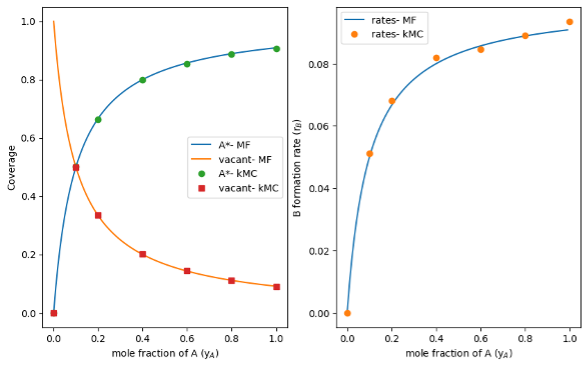 1.0
0.8
0.6
0.4
0.2
0.0
Coverage
A*- MF
vacant- MF
A*- kMC
vacant- kMC
0.0 0.2 0.4 0.6 0.8 1.0
mole fraction of A (yA)
rates- MF
rates- kMC
0.08
0.06
0.04
0.02
0.00
B formation rate (rB)
0.0 0.2 0.4 0.6 0.8 1.0
mole fraction of A (yA)